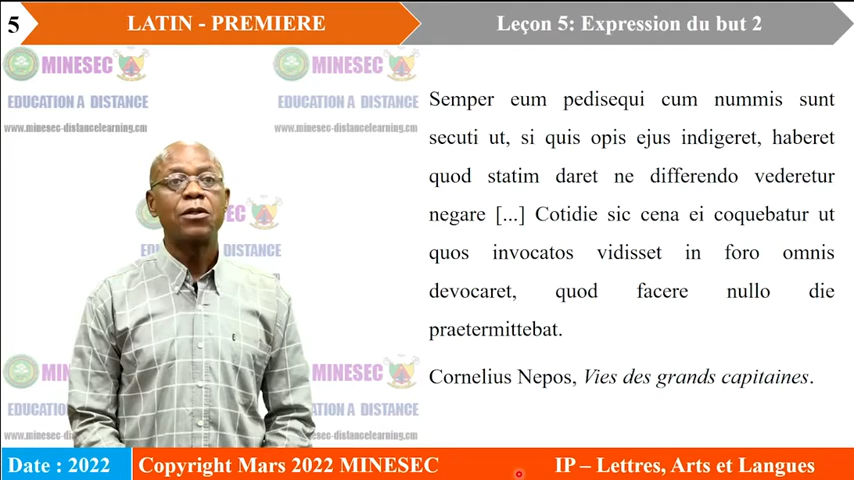 5
LATIN - PREMIERE
Leçon 5: Expression du but 2
MINESEC
MINESEC
EDUCATION A DISTANCE
EDUCATION A DISTANCE
www.minesec-distancelearning.cm
www.minesec-distancelearning.cm
Semper eum pedisequi cum nummis sunt
secuti ut, si quis opis ejus indigeret, haberet
quod statim daret ne differendo vederetur
negare [...] Cotidie sic cena ei coquebatur ut
quos invocatos vidisset in foro omnis
devocaret, quod facere nullo die
praetermittebat.
Cornelius Nepos, Vies des grands capitaines.
MINESEC
www.minesec-distancelearning.cm
Date : 2022
Copyright Mars 2022 MINESEC
IP – Lettres, Arts et Langues